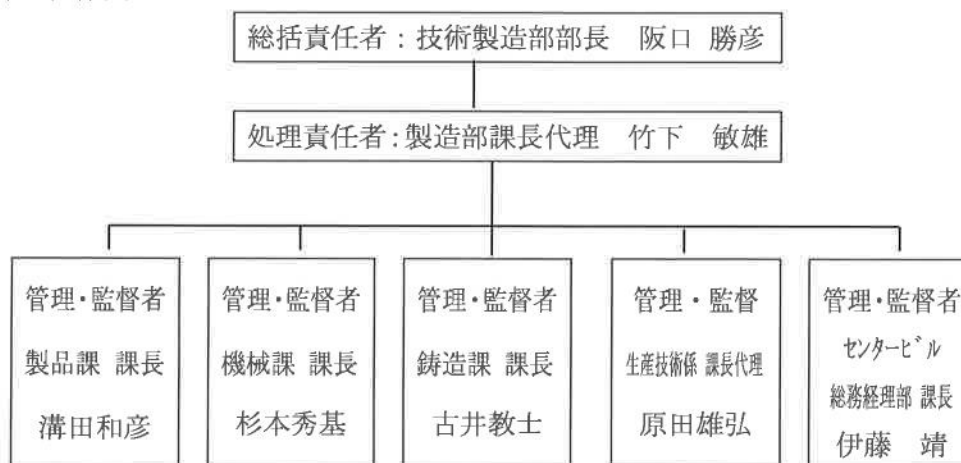 総括責任者：技術製造部部長　阪口 勝彦
処理責任者：製造部課長代理　竹下　敏雄
管理・監督者
製品課 課長
溝田和彦
管理・監督者
機械課 課長
杉本秀基
管理・監督者
鋳造課 課長
古井教士
管理・監督
生産技術係 課長代理
原田雄弘
管理・監督者
ｾﾝﾀｰﾋﾞﾙ
総務経理部 課長
伊藤　靖